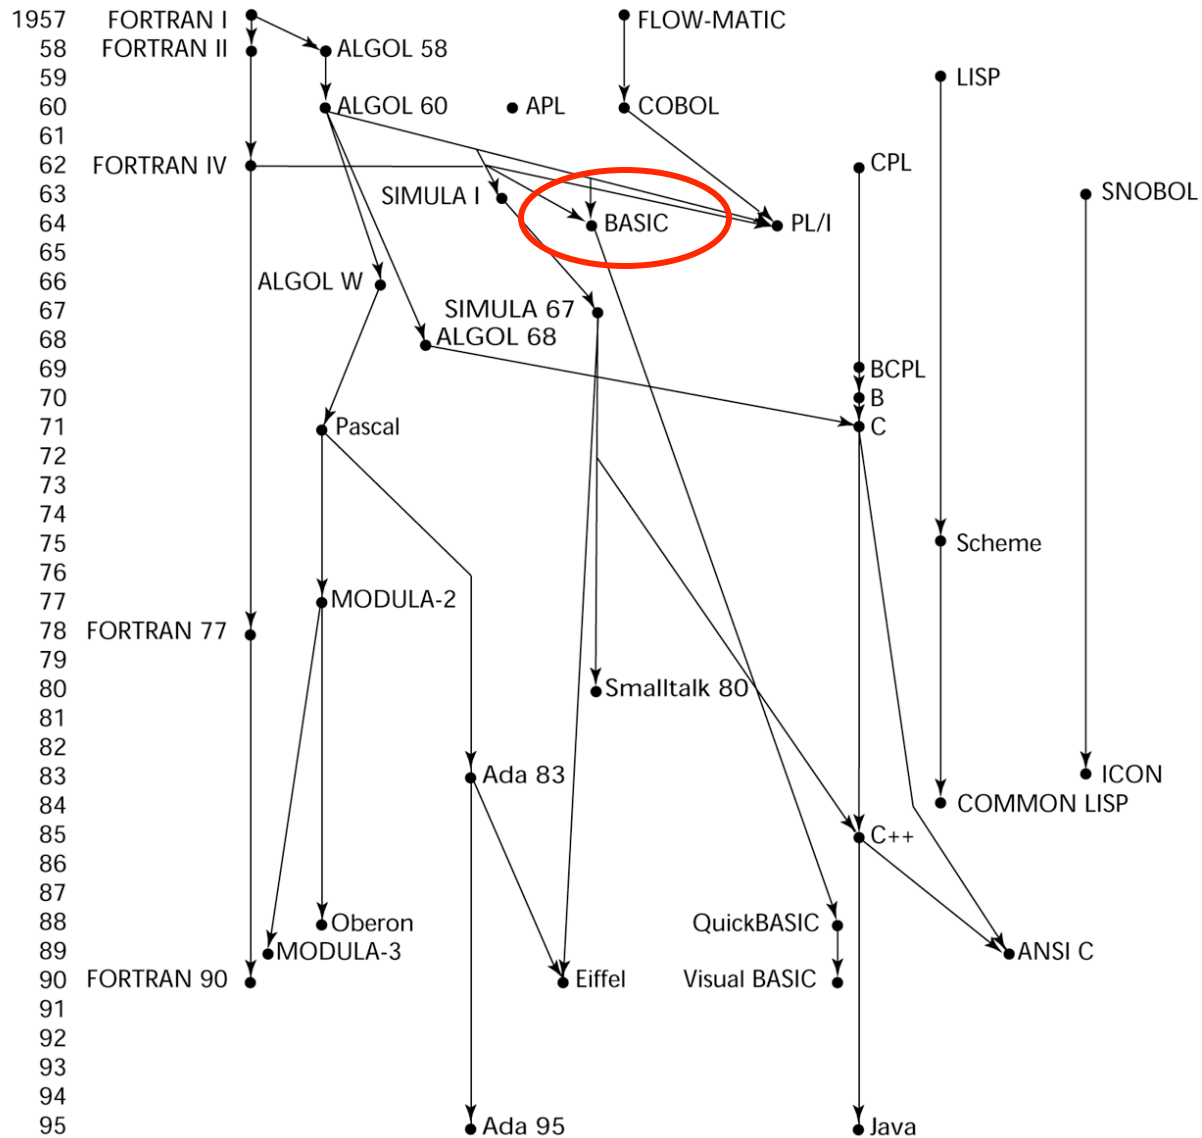 1957 FORTRAN I FLOW-MATIC
58 FORTRAN II ALGOL 58
59 LISP
60 ALGOL 60 APL COBOL
61
62 FORTRAN IV CPL
63 SIMULA I SNOBOL
64 BASIC PL/I
65
66 ALGOL W
67 SIMULA 67
68 ALGOL 68
69 BCPL
70 B
71 Pascal C
72
73
74
75 Scheme
76
77 MODULA-2
78 FORTRAN 77
79
80 Smalltalk 80
81
82
83 Ada 83 ICON
84 COMMON LISP
85 C++
86
87
88 Oberon QuickBASIC
89 MODULA-3 ANSI C
90 FORTRAN 90 Eiffel Visual BASIC
91
92
93
94
95 Ada 95 Java